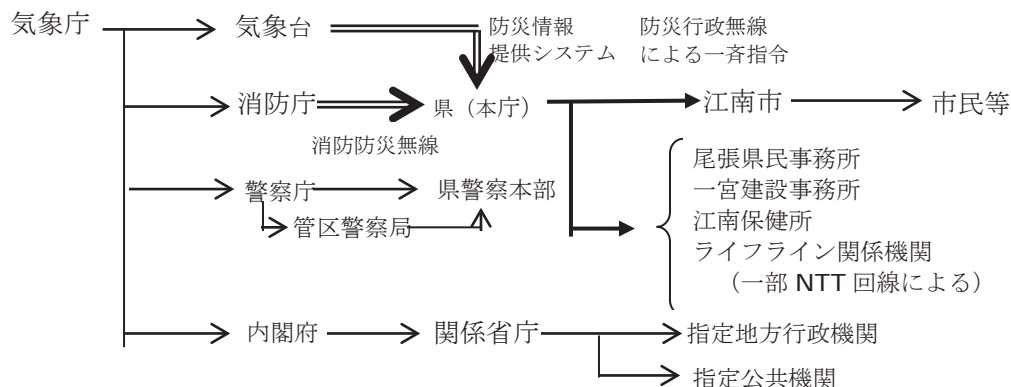 気象庁
気象台
防災情報
提供システム
防災行政無線
による一斉指令
消防庁
県（本庁）
江南市
市民等
消防防災無線
警察庁
県警察本部
管区警察局
尾張県民事務所
一宮建設事務所
江南保健所
ライフライン関係機関
（一部 NTT 回線による）
内閣府
関係省庁
指定地方行政機関
指定公共機関